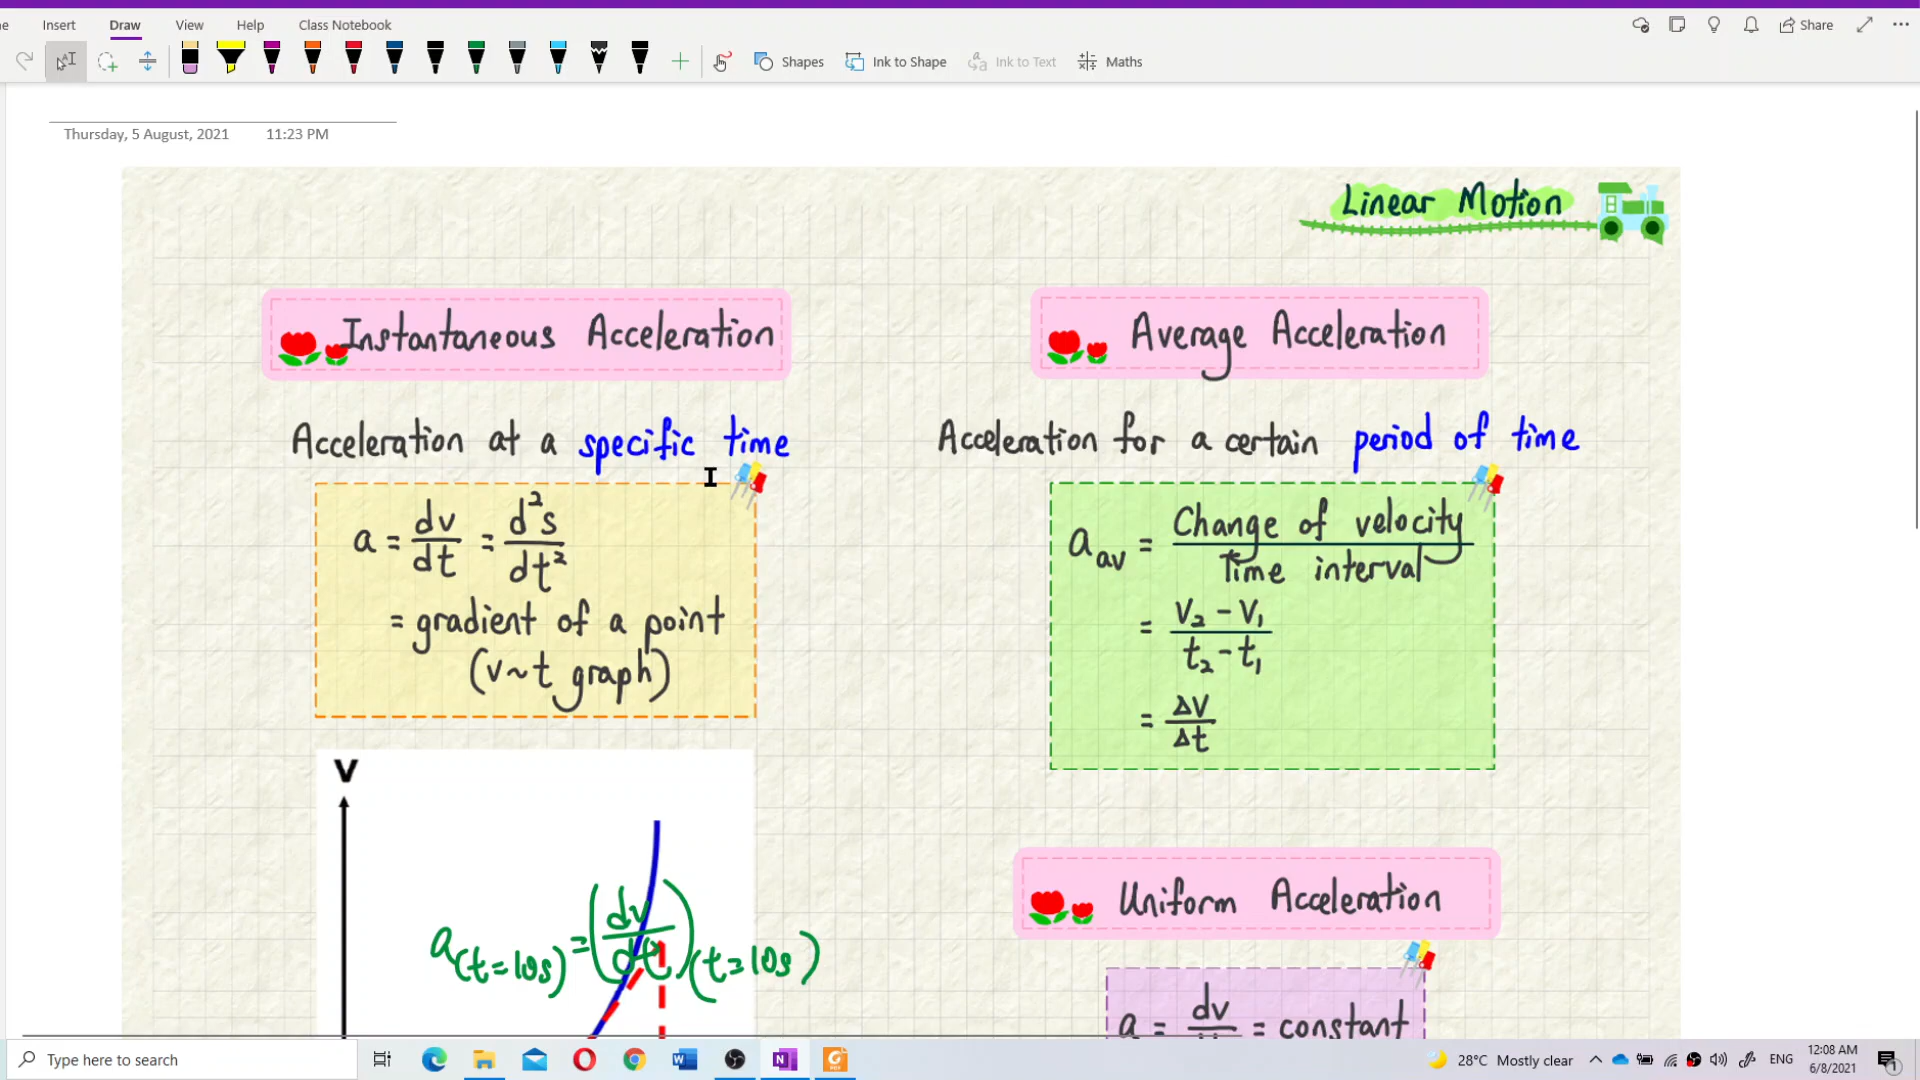 Insert Draw View Help Class Notebook Share
Shapes Ink to Shape Ink to Text Maths
Thursday, 5 August, 2021 11:23 PM
Linear Motion
Instantaneous Acceleration
Acceleration at a specific time
a = dv/dt = d²s/dt²
= gradient of a point
(v~t graph)
V
a(t=10s) = (dv/dt)(t=10s)
Average Acceleration
Acceleration for a certain period of time
a_av = Change of velocity / Time interval
= V₂ - V₁ / t₂ - t₁
= ΔV / Δt
Uniform Acceleration
a = dv = constant
Type here to search
28°C Mostly clear ENG 12:08 AM
6/8/2021